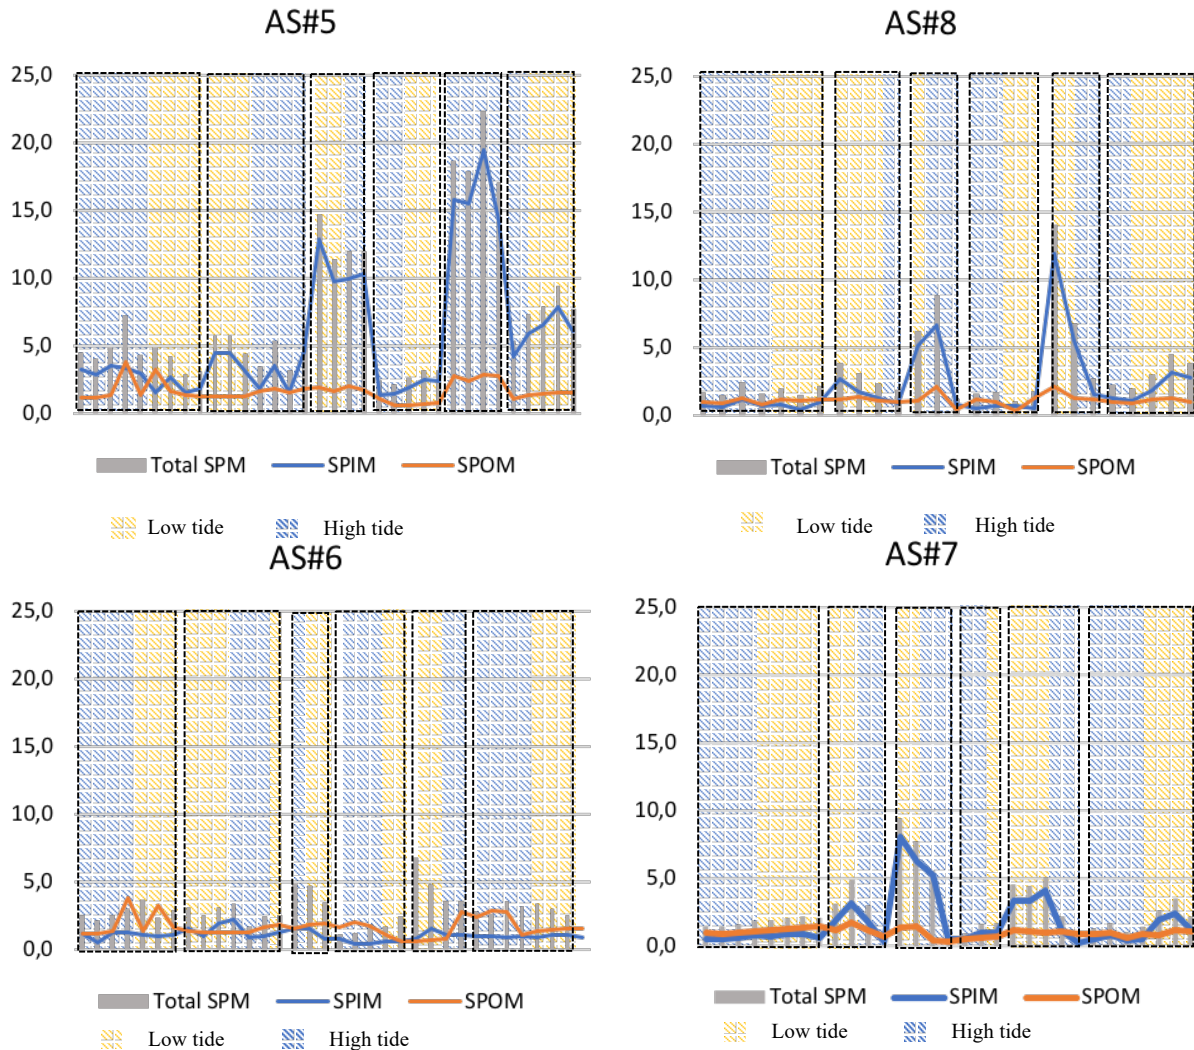 AS#5
25,0
20,0
15,0
10,0
5,0
0,0
Total SPM SPIM SPOM
Low tide High tide
AS#8
25,0
20,0
15,0
10,0
5,0
0,0
Total SPM SPIM SPOM
Low tide High tide
AS#6
25,0
20,0
15,0
10,0
5,0
0,0
Total SPM SPIM SPOM
Low tide High tide
AS#7
25,0
20,0
15,0
10,0
5,0
0,0
Total SPM SPIM SPOM
Low tide High tide